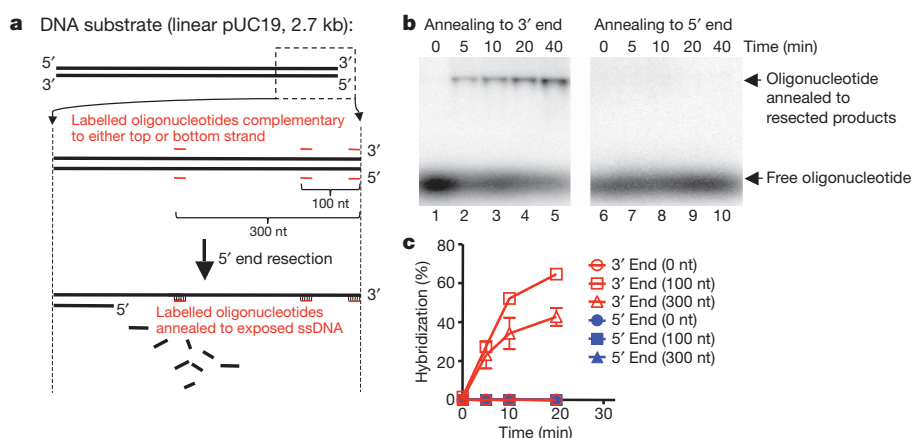 a DNA substrate (linear pUC19, 2.7 kb):
5′ 3′
3′ 5′
Labelled oligonucleotides complementary
to either top or bottom strand
3′
5′
100 nt
300 nt
5′ end resection
3′
5′
Labelled oligonucleotides
annealed to exposed ssDNA
b Annealing to 3′ end Annealing to 5′ end
0 5 10 20 40 0 5 10 20 40 Time (min)
Oligonucleotide
annealed to
resected products
Free oligonucleotide
1 2 3 4 5 6 7 8 9 10
c
Hybridization (%)
80
60
40
20
0
0 10 20 30
Time (min)
3′ End (0 nt)
3′ End (100 nt)
3′ End (300 nt)
5′ End (0 nt)
5′ End (100 nt)
5′ End (300 nt)